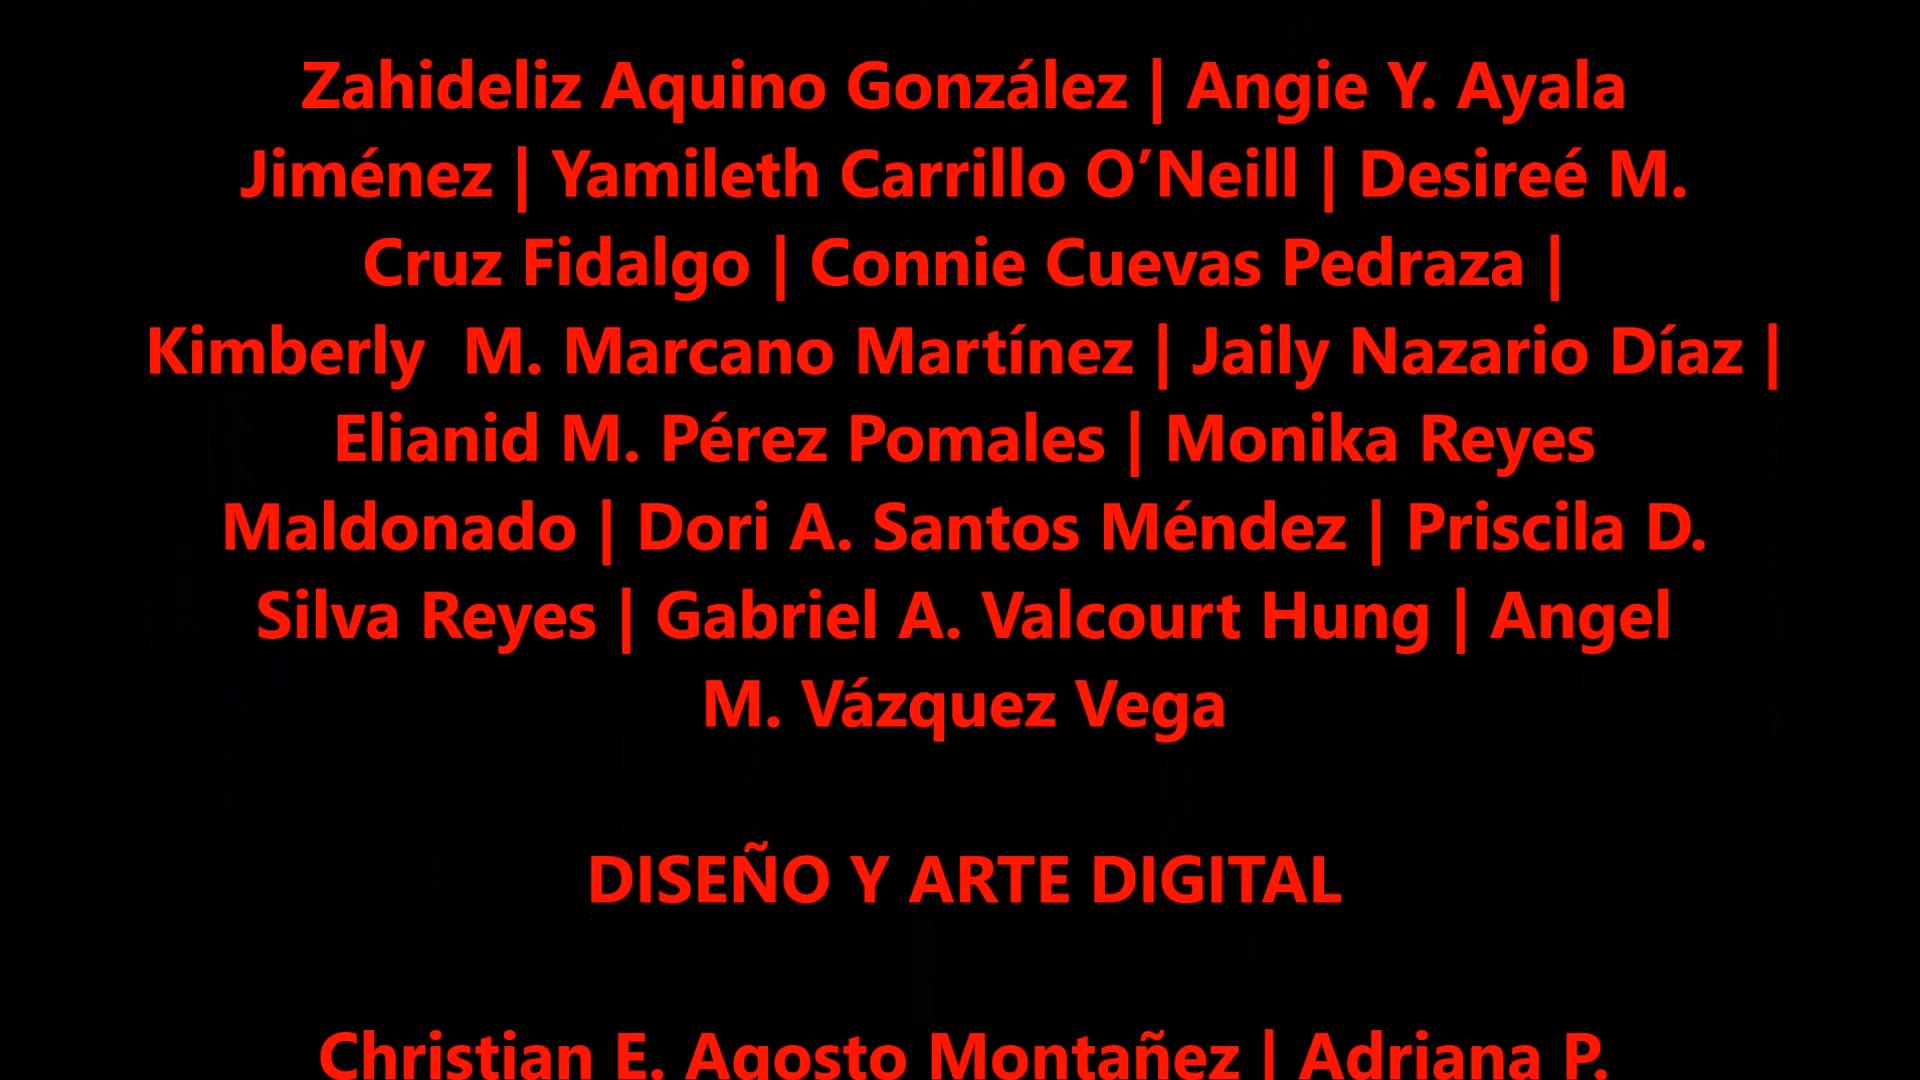 Zahideliz Aquino González | Angie Y. Ayala
Jiménez | Yamileth Carrillo O’Neill | Desireé M.
Cruz Fidalgo | Connie Cuevas Pedraza |
Kimberly  M. Marcano Martínez | Jaily Nazario Díaz |
Elianid M. Pérez Pomales | Monika Reyes
Maldonado | Dori A. Santos Méndez | Priscila D.
Silva Reyes | Gabriel A. Valcourt Hung | Angel
M. Vázquez Vega
DISEÑO Y ARTE DIGITAL
Christian E. Agosto Montañez | Adriana P.